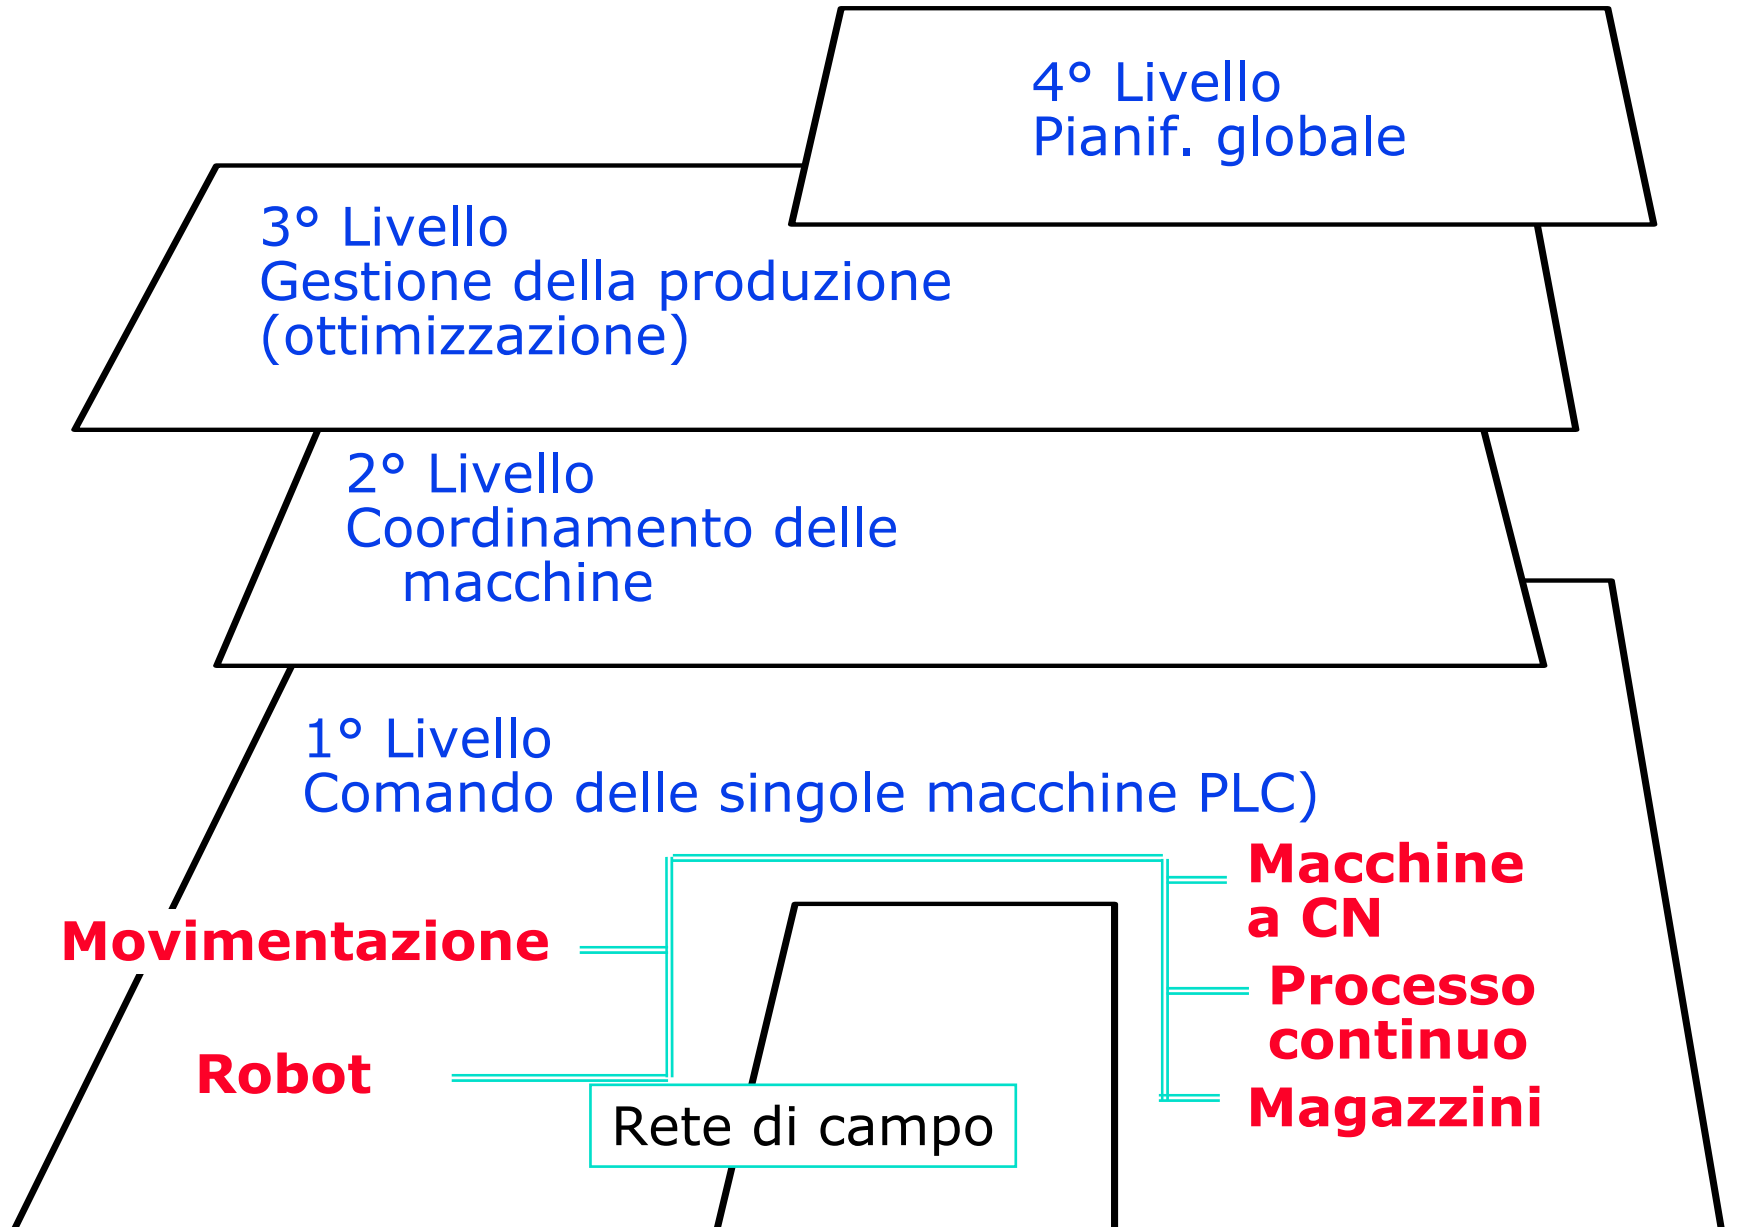 4° Livello
Pianif. globale
3° Livello
Gestione della produzione
(ottimizzazione)
2° Livello
Coordinamento delle
macchine
1° Livello
Comando delle singole macchine PLC)
Movimentazione
Robot
Rete di campo
Macchine
a CN
Processo
continuo
Magazzini